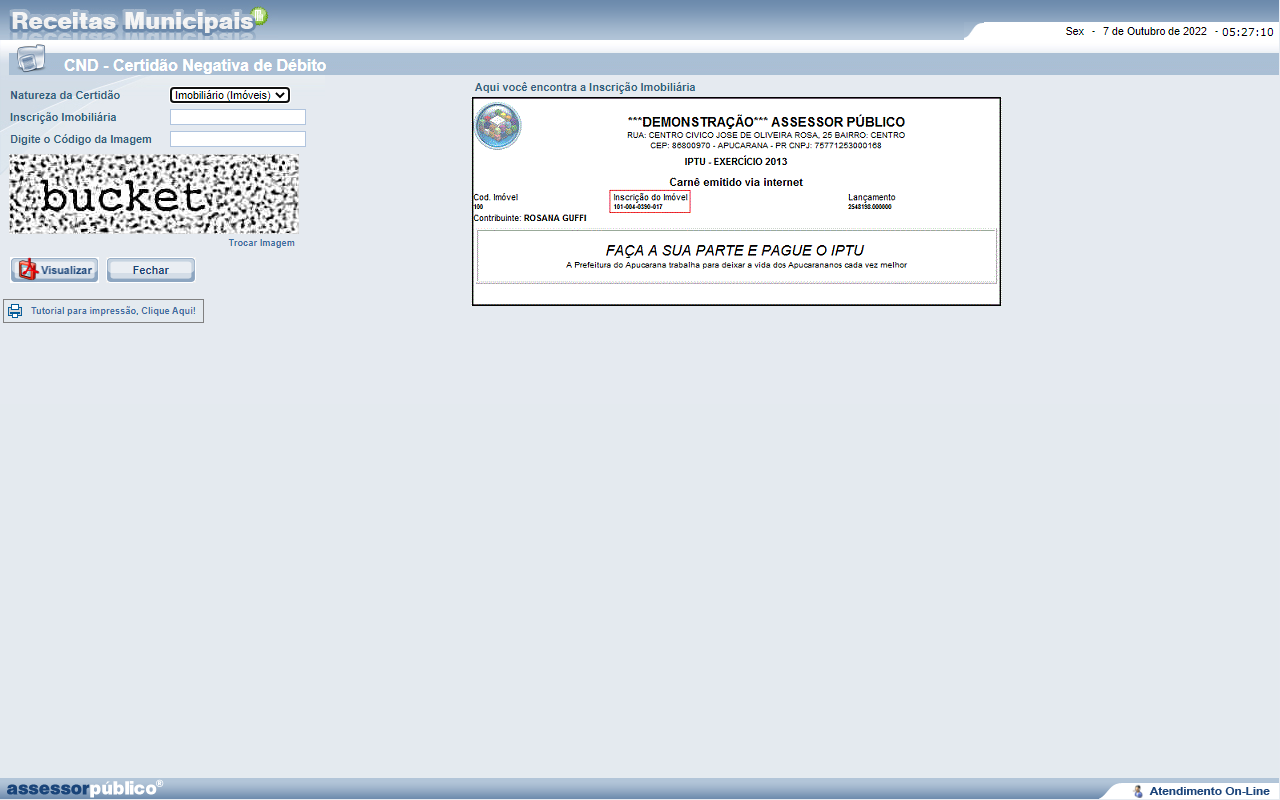 Receitas Municipais
Sex - 7 de Outubro de 2022 - 05:27:10
CND - Certidão Negativa de Débito
Natureza da Certidão
Imobiliário (Imóveis)
Inscrição Imobiliária
Digite o Código da Imagem
bucket
Trocar Imagem
Visualizar
Fechar
Tutorial para impressão, Clique Aqui!
Aqui você encontra a Inscrição Imobiliária
***DEMONSTRAÇÃO*** ASSESSOR PÚBLICO
RUA: CENTRO CIVICO JOSE DE OLIVEIRA ROSA, 25 BAIRRO: CENTRO
CEP: 86800970 - APUCARANA - PR CNPJ: 75771253000168
IPTU - EXERCÍCIO 2013
Carnê emitido via internet
Cod. Imóvel Inscrição do Imóvel Lançamento
100 101-004-0390-017 2548198.000000
Contribuinte: ROSANA GUFFI
FAÇA A SUA PARTE E PAGUE O IPTU
A Prefeitura do Apucarana trabalha para deixar a vida dos Apucarananos cada vez melhor
assessorpúblico®
Atendimento On-Line